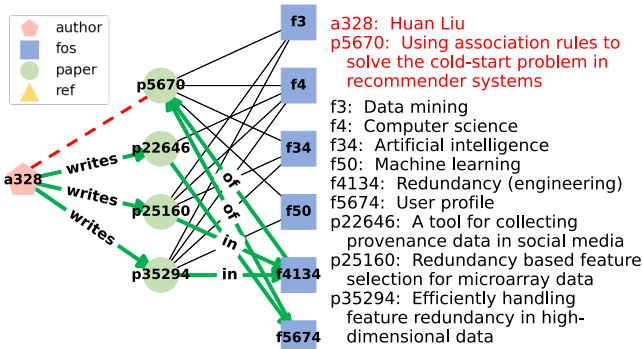 author
fos
paper
ref
a328
p5670
p22646
p25160
p35294
writes
writes
writes
of
of
in
in
f3
f4
f34
f50
f4134
f5674
a328: Huan Liu
p5670: Using association rules to
solve the cold-start problem in
recommender systems
f3: Data mining
f4: Computer science
f34: Artificial intelligence
f50: Machine learning
f4134: Redundancy (engineering)
f5674: User profile
p22646: A tool for collecting
provenance data in social media
p25160: Redundancy based feature
selection for microarray data
p35294: Efficiently handling
feature redundancy in high-
dimensional data